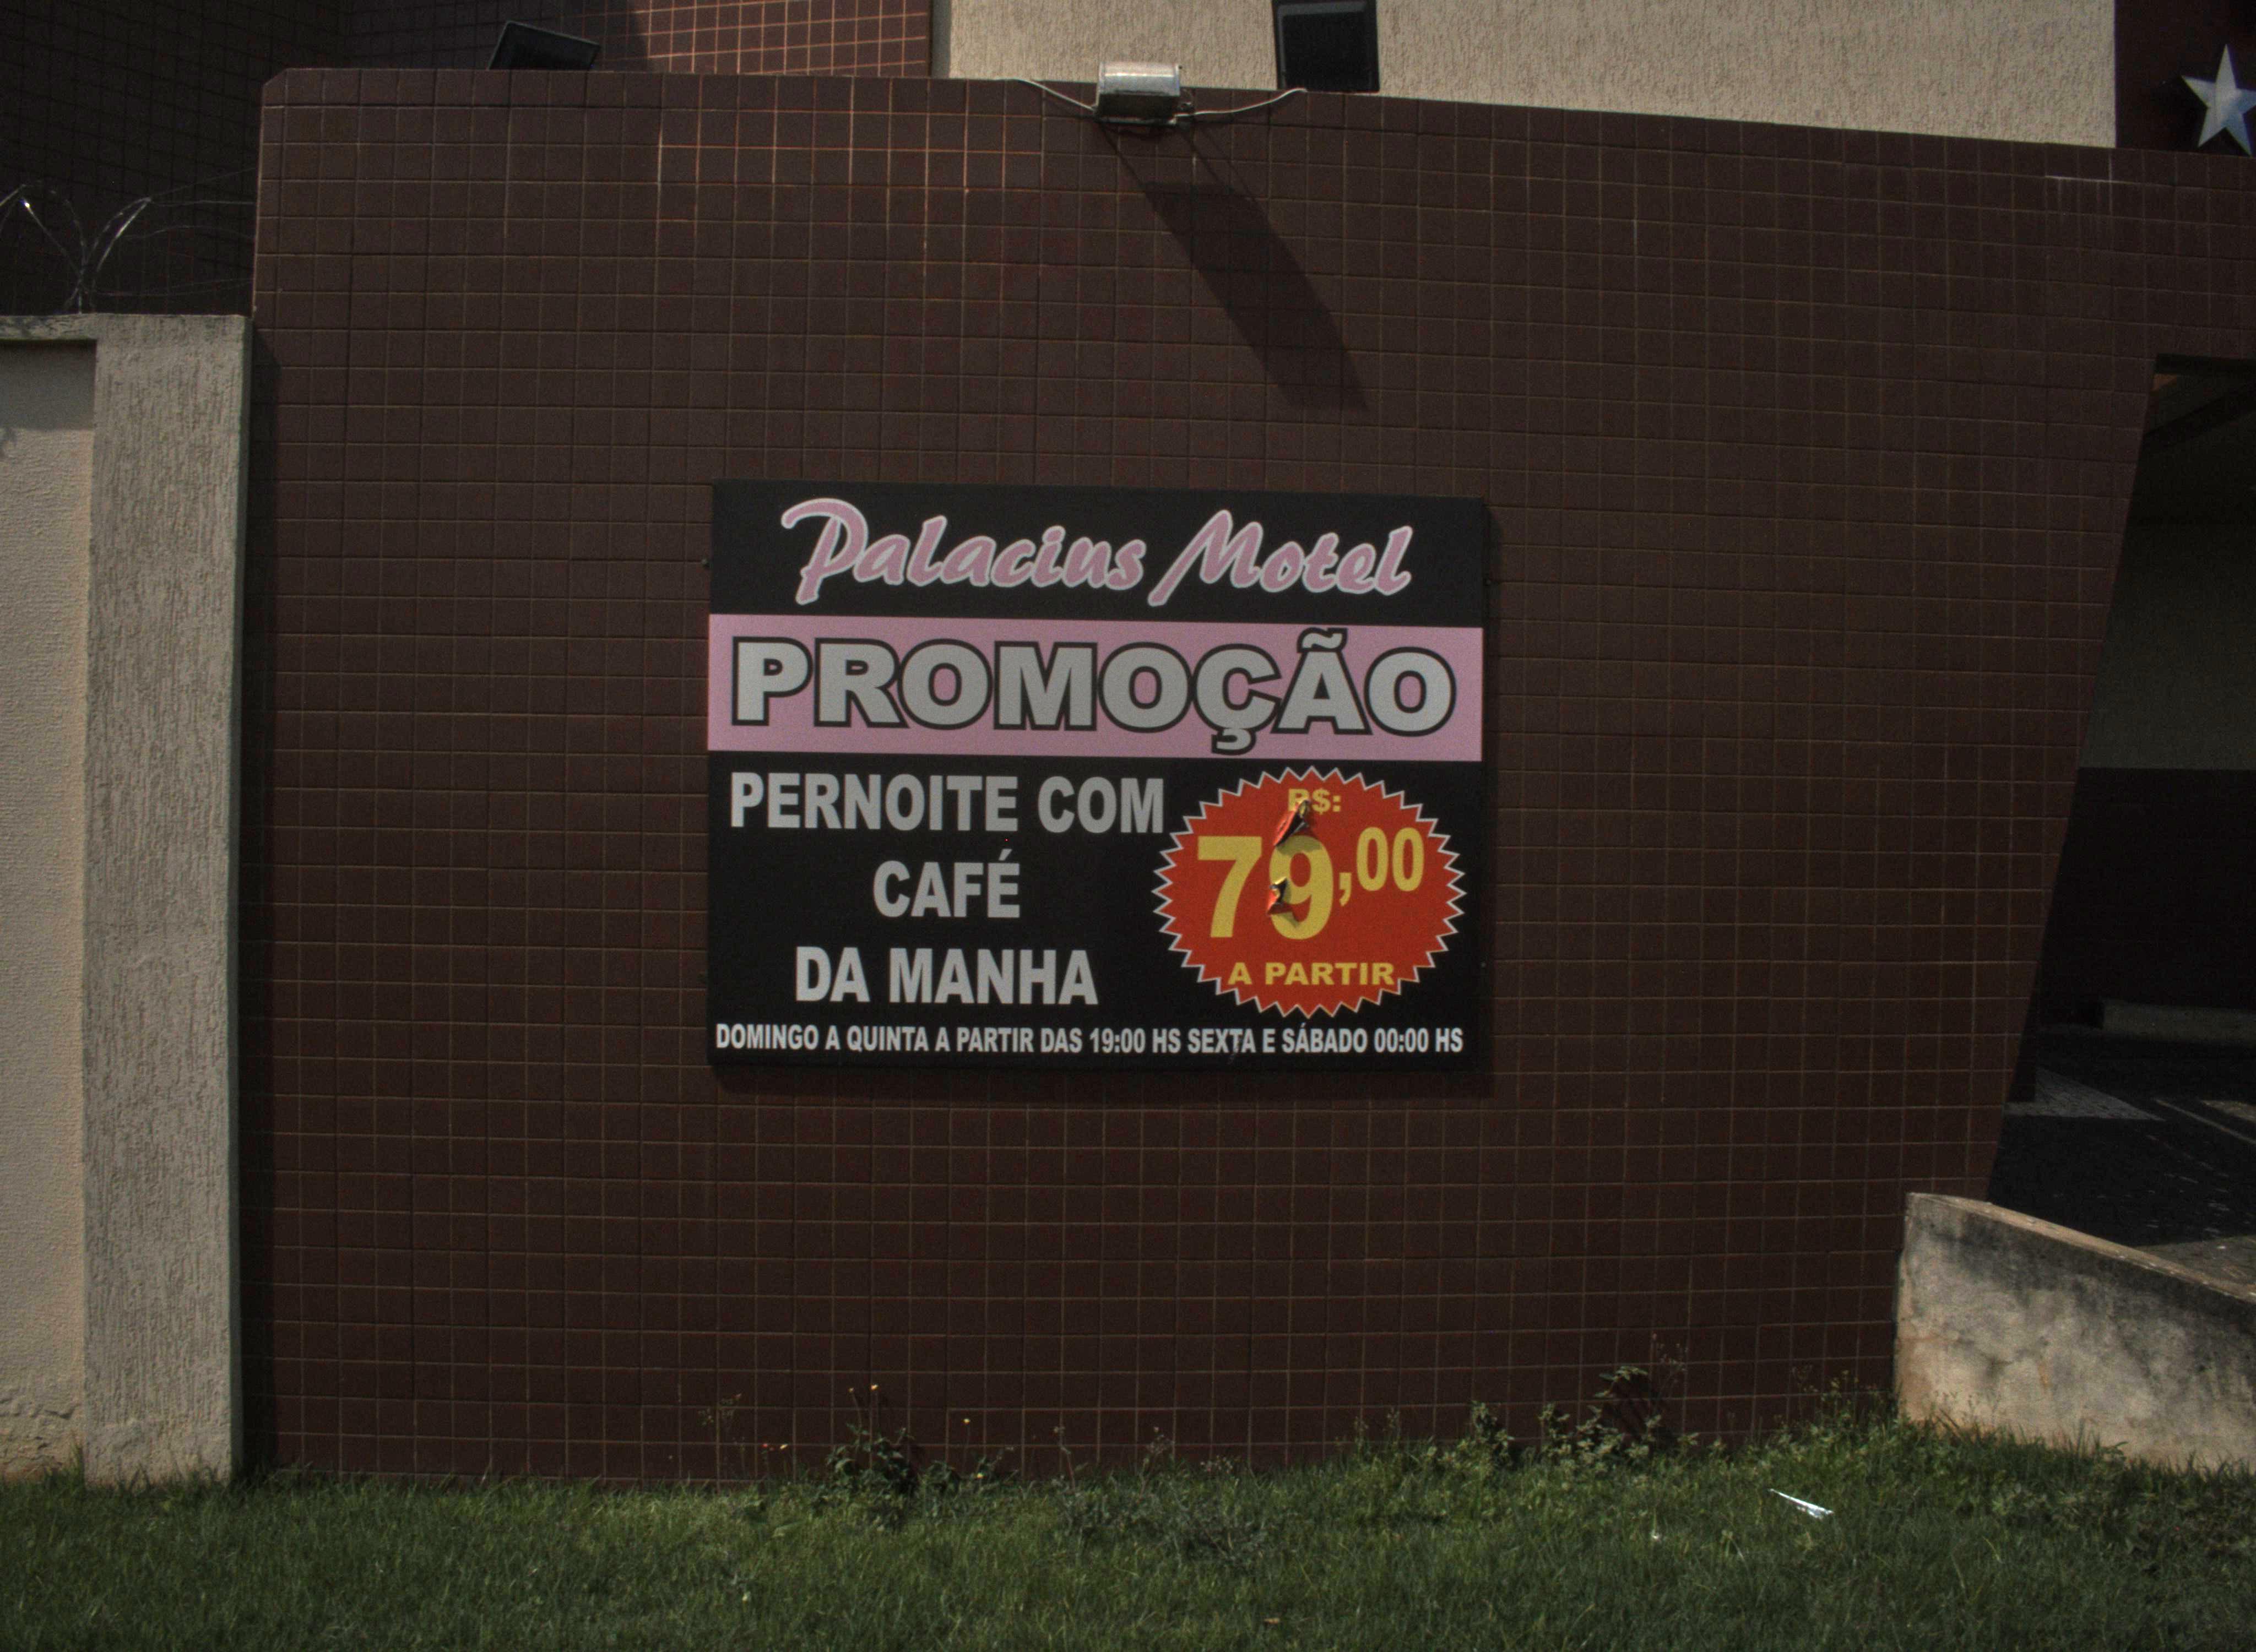 Palacius Motel
PROMOÇÃO
PERNOITE COM
CAFÉ
DA MANHA
R$:
79,00
A PARTIR
DOMINGO A QUINTA A PARTIR DAS 19:00 HS SEXTA E SÁBADO 00:00 HS